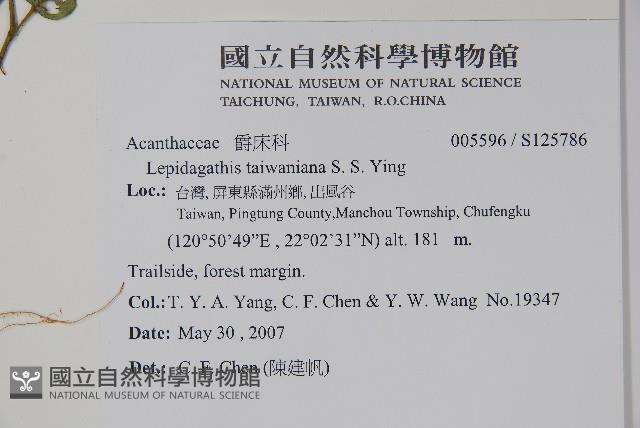 國立自然科學博物館
NATIONAL MUSEUM OF NATURAL SCIENCE
TAICHUNG, TAIWAN, R.O.CHINA
Acanthaceae 爵床科 005596 / S125786
Lepidagathis taiwaniana S. S. Ying
Loc.: 台灣, 屏東縣滿州鄉, 出風谷
Taiwan, Pingtung County,Manchou Township, Chufengku
(120°50'49”E , 22°02'31”N) alt. 181 m.
Trailside, forest margin.
Col.:T. Y. A. Yang, C. F. Chen & Y. W. Wang No.19347
Date: May 30 , 2007
Det.: C. F. Chen (陳建帆)
國立自然科學博物館
NATIONAL MUSEUM OF NATURAL SCIENCE